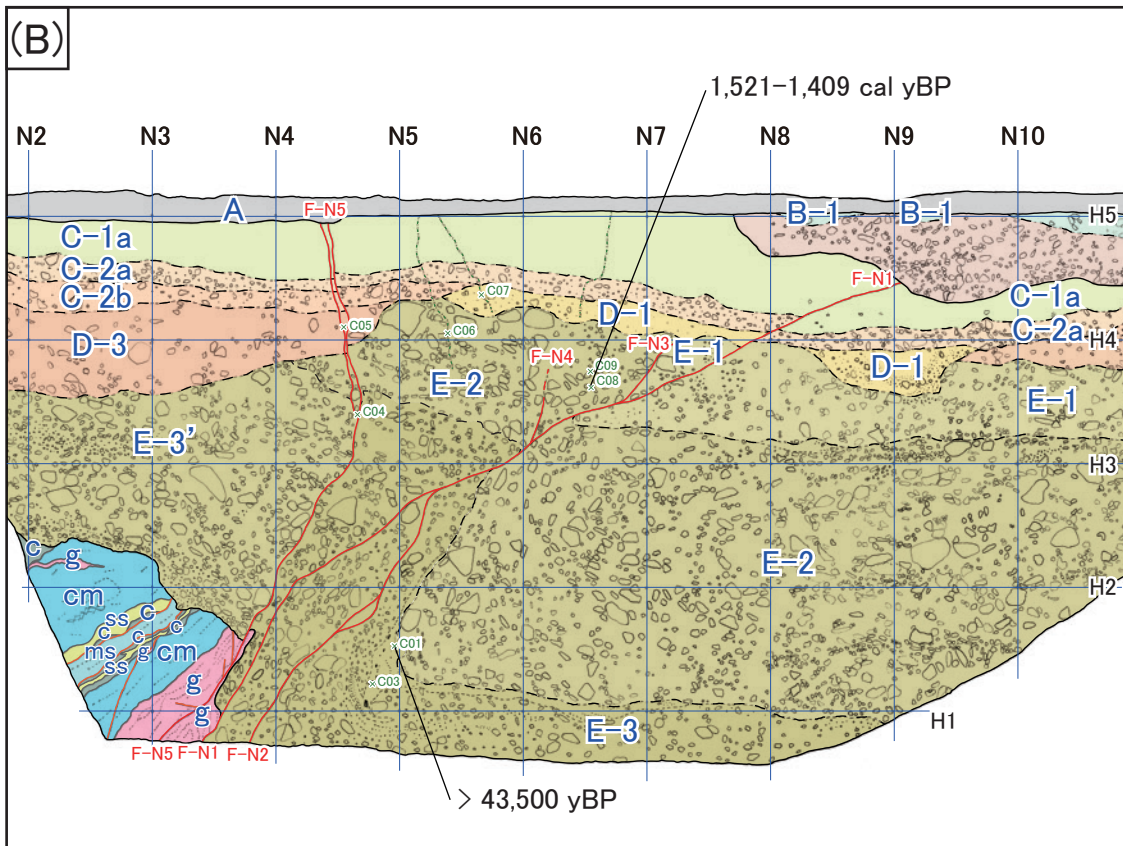 (B)
1,521-1,409 cal yBP
N2 N3 N4 N5 N6 N7 N8 N9 N10
A F-N5 B-1 B-1 H5
C-1a
C-2a C07 F-N1
C-2b D-1 C-1a
C05 C06 C-2a
D-3 F-N4 F-N3 E-1 H4
C09 D-1
E-2 C08 E-1
C04
E-3’
H3
c g E-2
cm H2
ss c
c c
ms c cm
ss g C01
g C03
g H1
E-3
F-N5 F-N1 F-N2
> 43,500 yBP